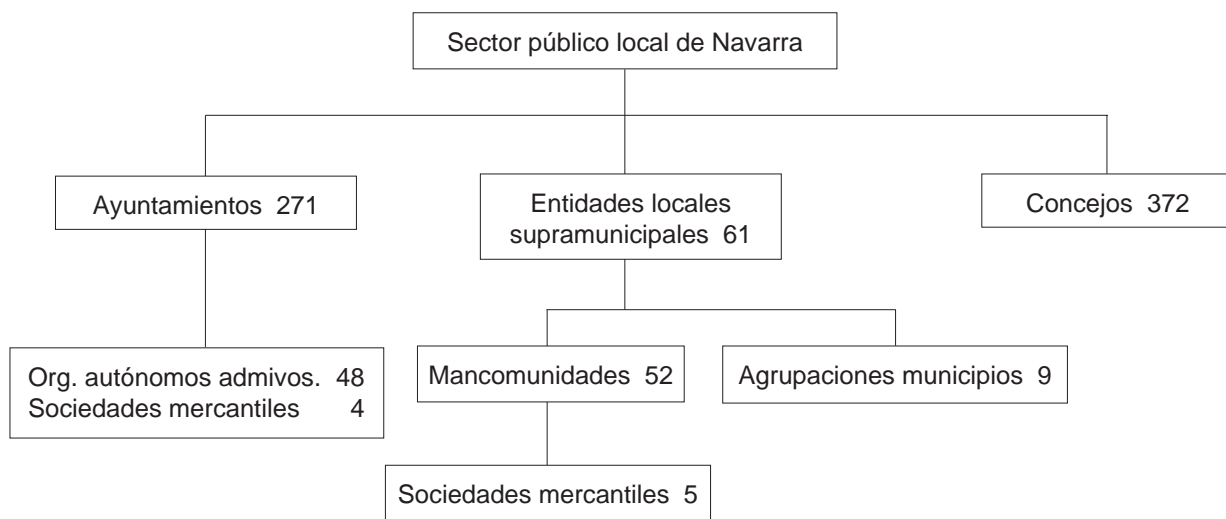 Sector público local de Navarra
Ayuntamientos 271
Entidades locales
supramunicipales 61
Concejos 372
Org. autónomos admivos. 48
Sociedades mercantiles 4
Mancomunidades 52
Agrupaciones municipios 9
Sociedades mercantiles 5